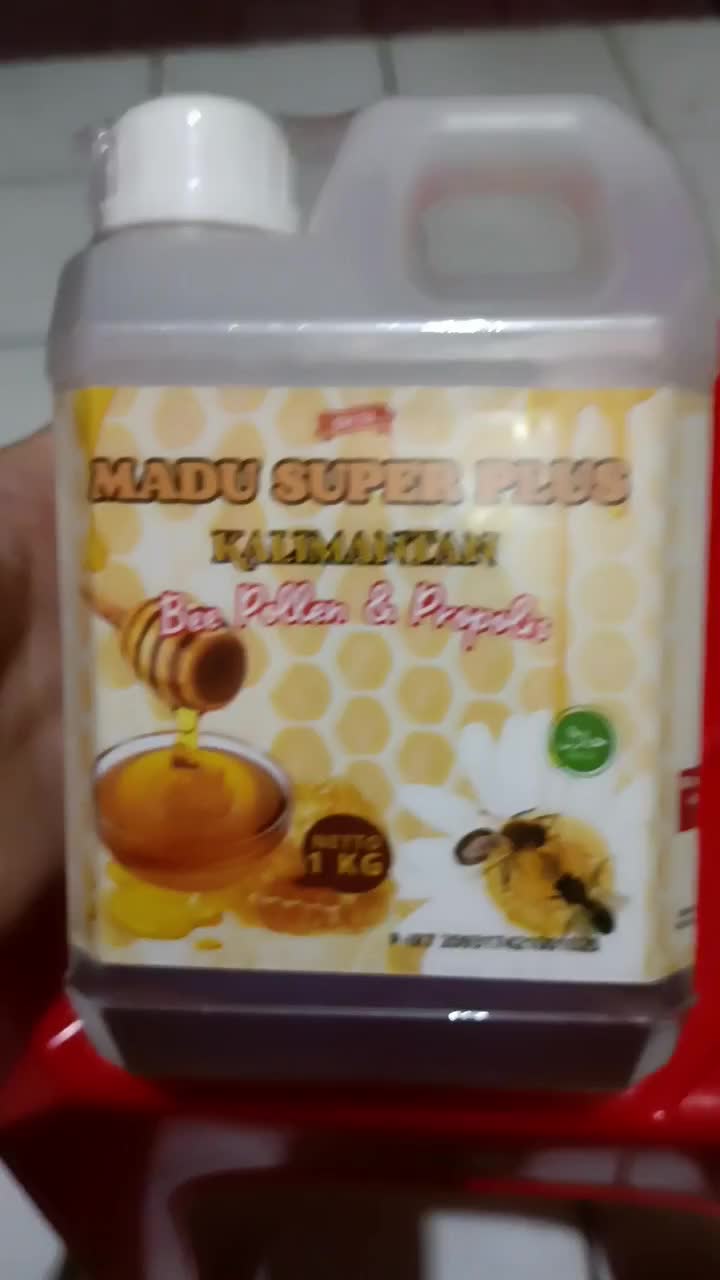 MADU SUPER PLUS
KALIMANTAN
Bee Pollen & Propolis
NETTO
1 KG